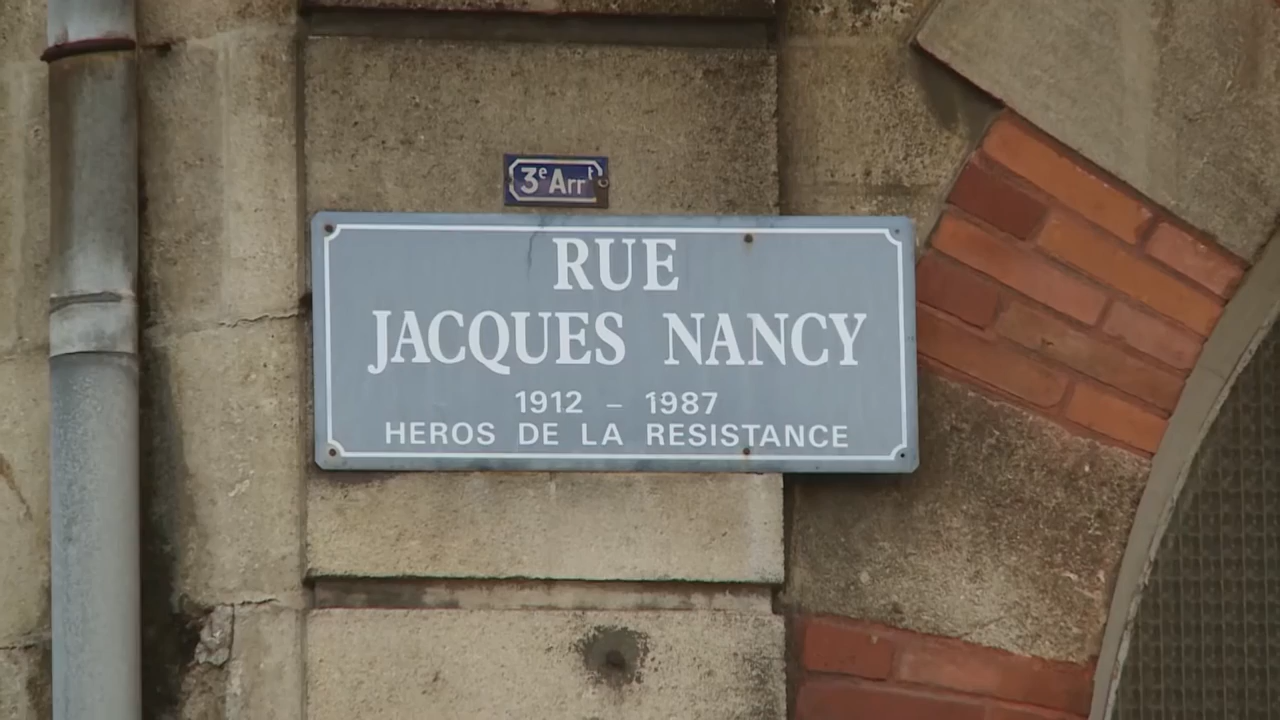 3e Arrt
RUE
JACQUES NANCY
1912 – 1987
HEROS DE LA RESISTANCE